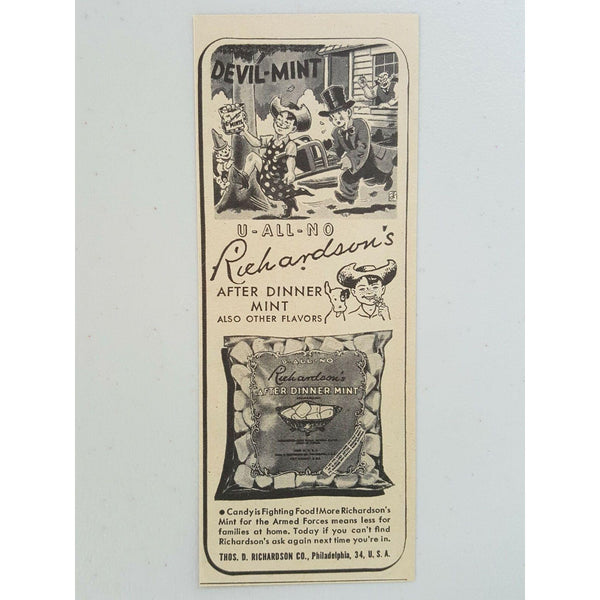 DEVIL-MINT
MINTS
U-ALL-NO
Richardson's
AFTER DINNER
MINT
ALSO OTHER FLAVORS
U-ALL-NO
Richardson's
AFTER DINNER MINT
● Candy is Fighting Food! More Richardson's
Mint for the Armed Forces means less for
families at home. Today if you can't find
Richardson's ask again next time you're in.
THOS. D. RICHARDSON CO., Philadelphia, 34, U. S. A.